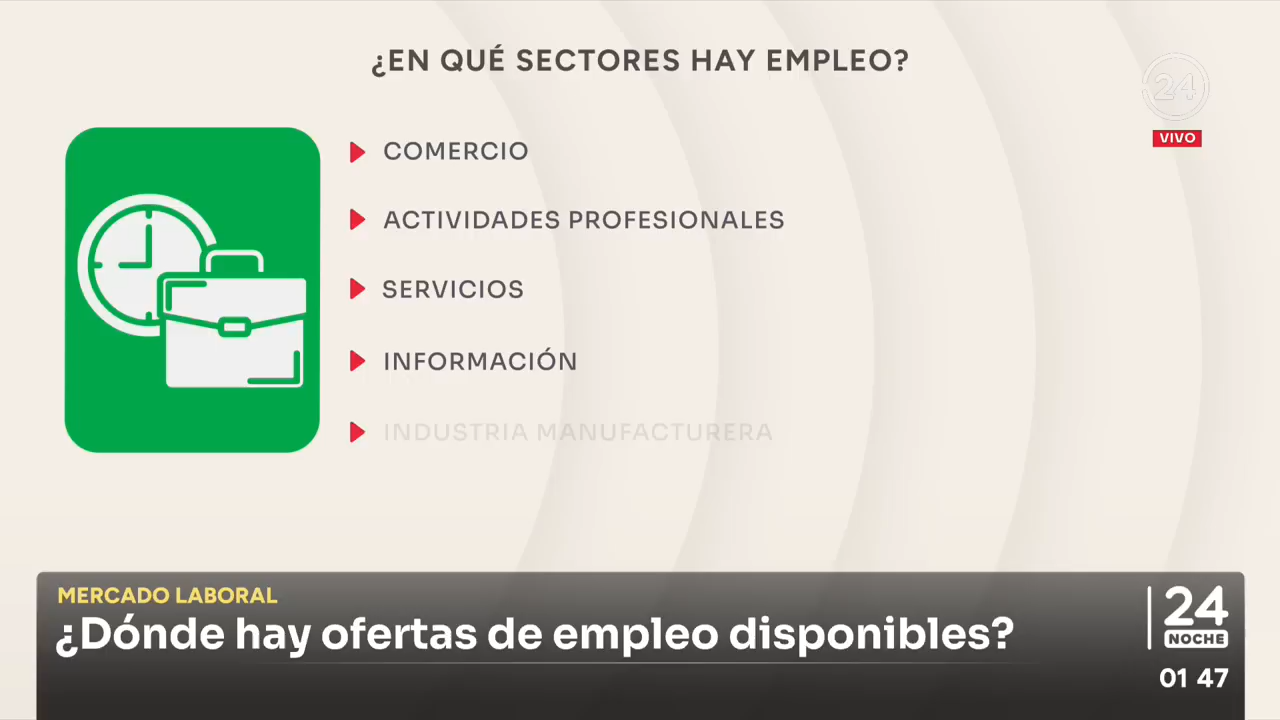 ¿EN QUÉ SECTORES HAY EMPLEO?
24
VIVO
COMERCIO
ACTIVIDADES PROFESIONALES
SERVICIOS
INFORMACIÓN
INDUSTRIA MANUFACTURERA
MERCADO LABORAL
¿Dónde hay ofertas de empleo disponibles?
24
NOCHE
01 47